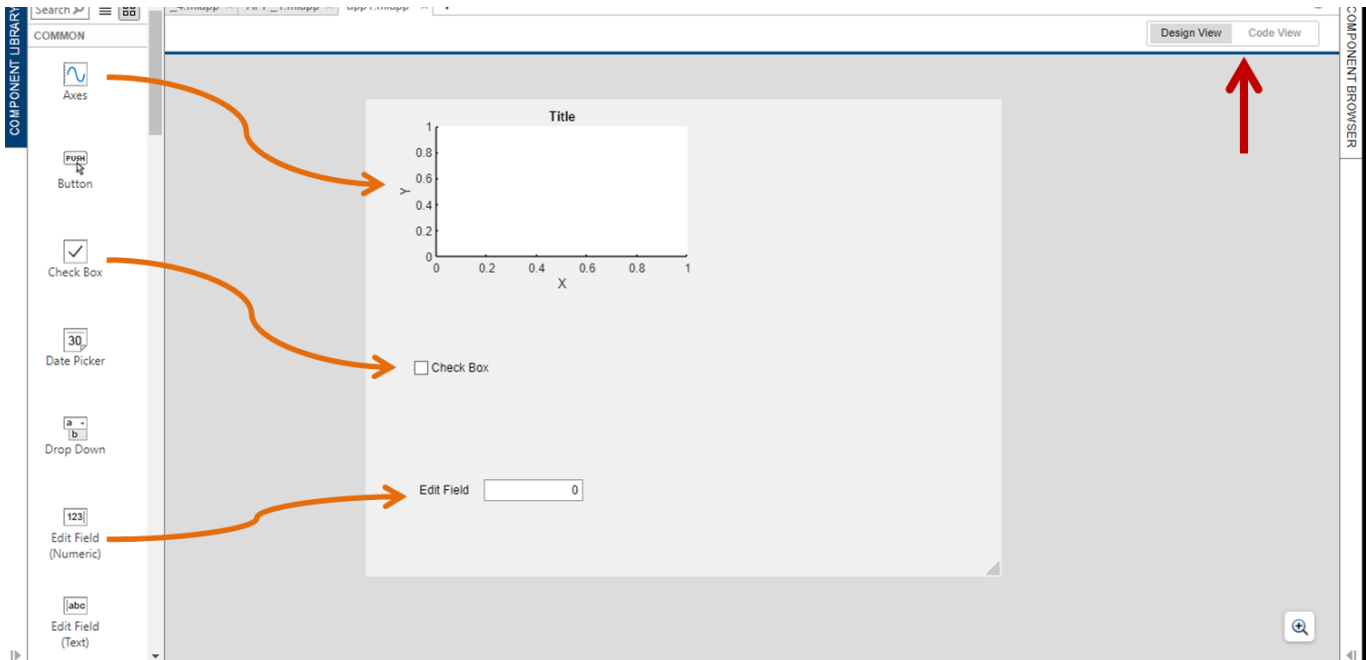 Search
COMMON
COMPONENT LIBRARY
Axes
PUSH
Button
Check Box
30
Date Picker
a
b
Drop Down
123
Edit Field
(Numeric)
abc
Edit Field
(Text)
Design View
Code View
COMPONENT BROWSER
Title
1
0.8
0.6
0.4
0.2
0
Y
0 0.2 0.4 0.6 0.8 1
X
Check Box
Edit Field 0